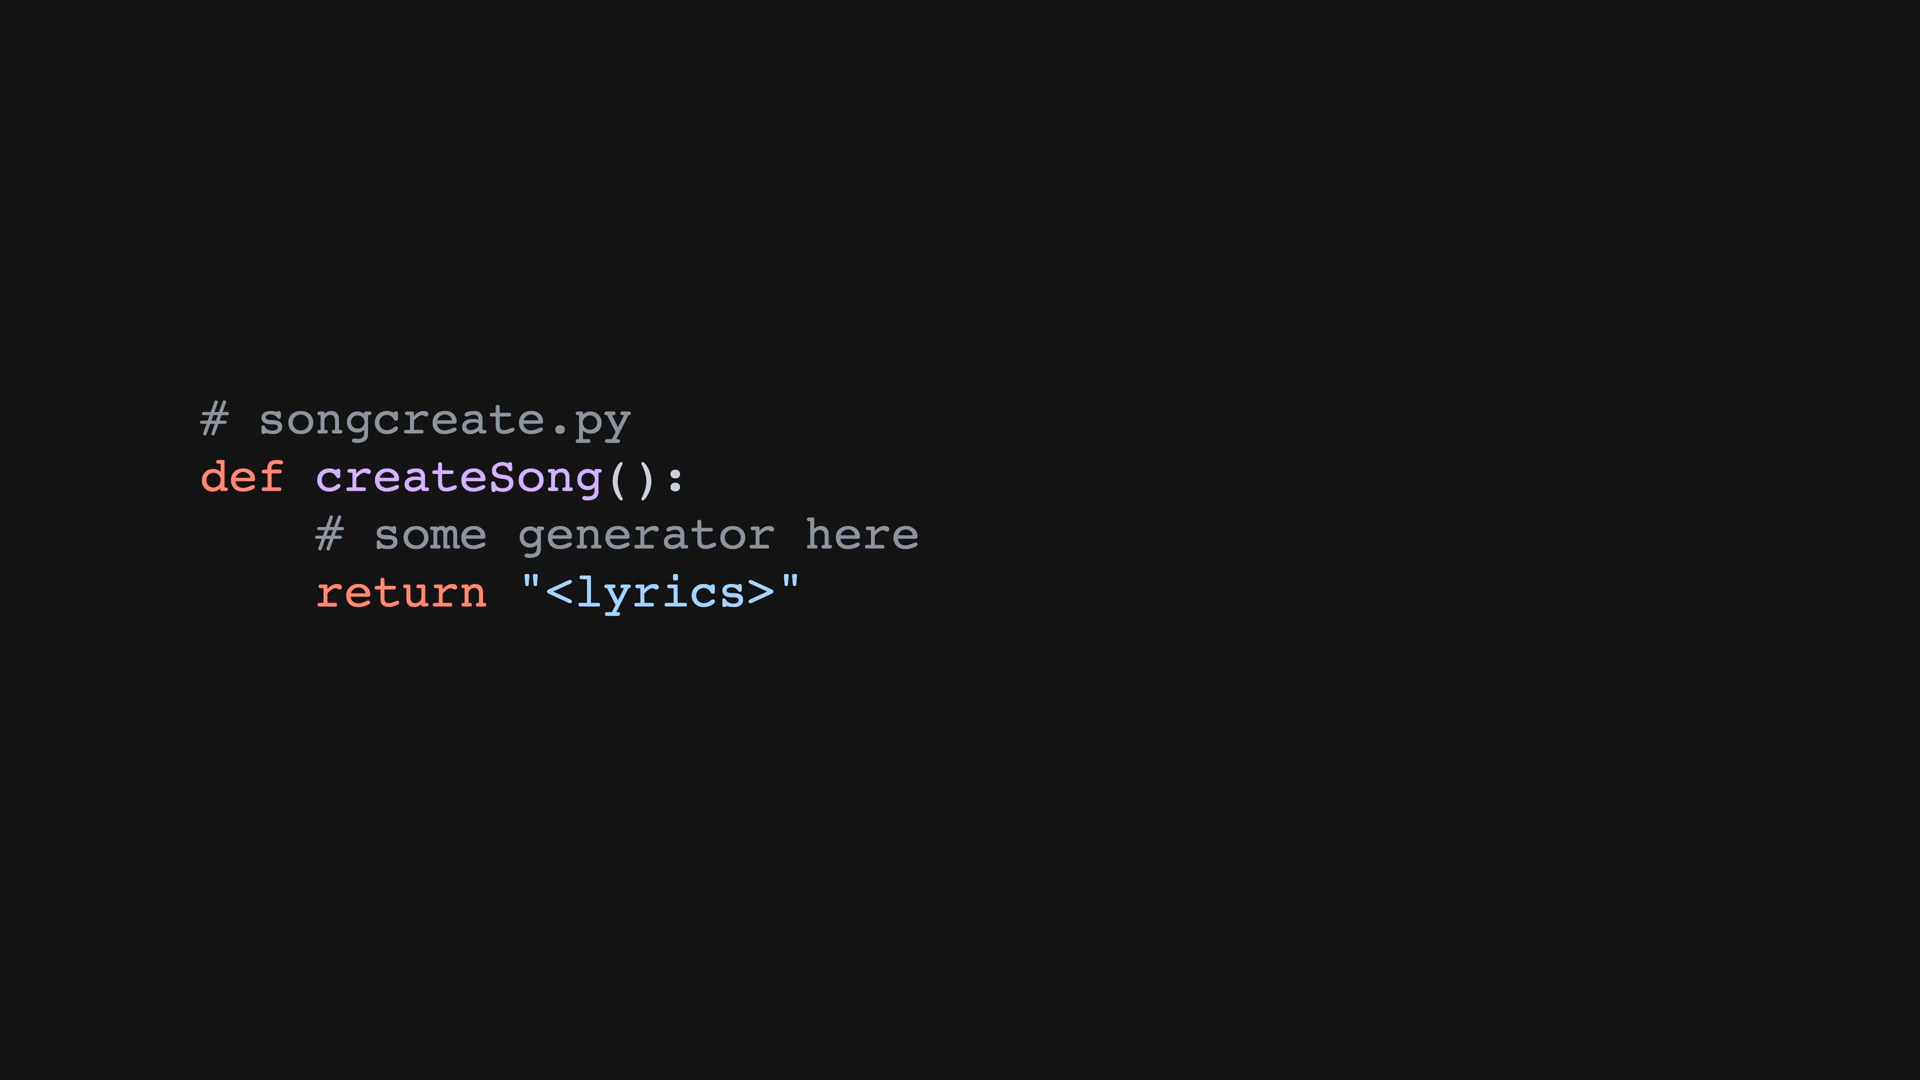 # songcreate.py
def createSong():
    # some generator here
    return "<lyrics>"